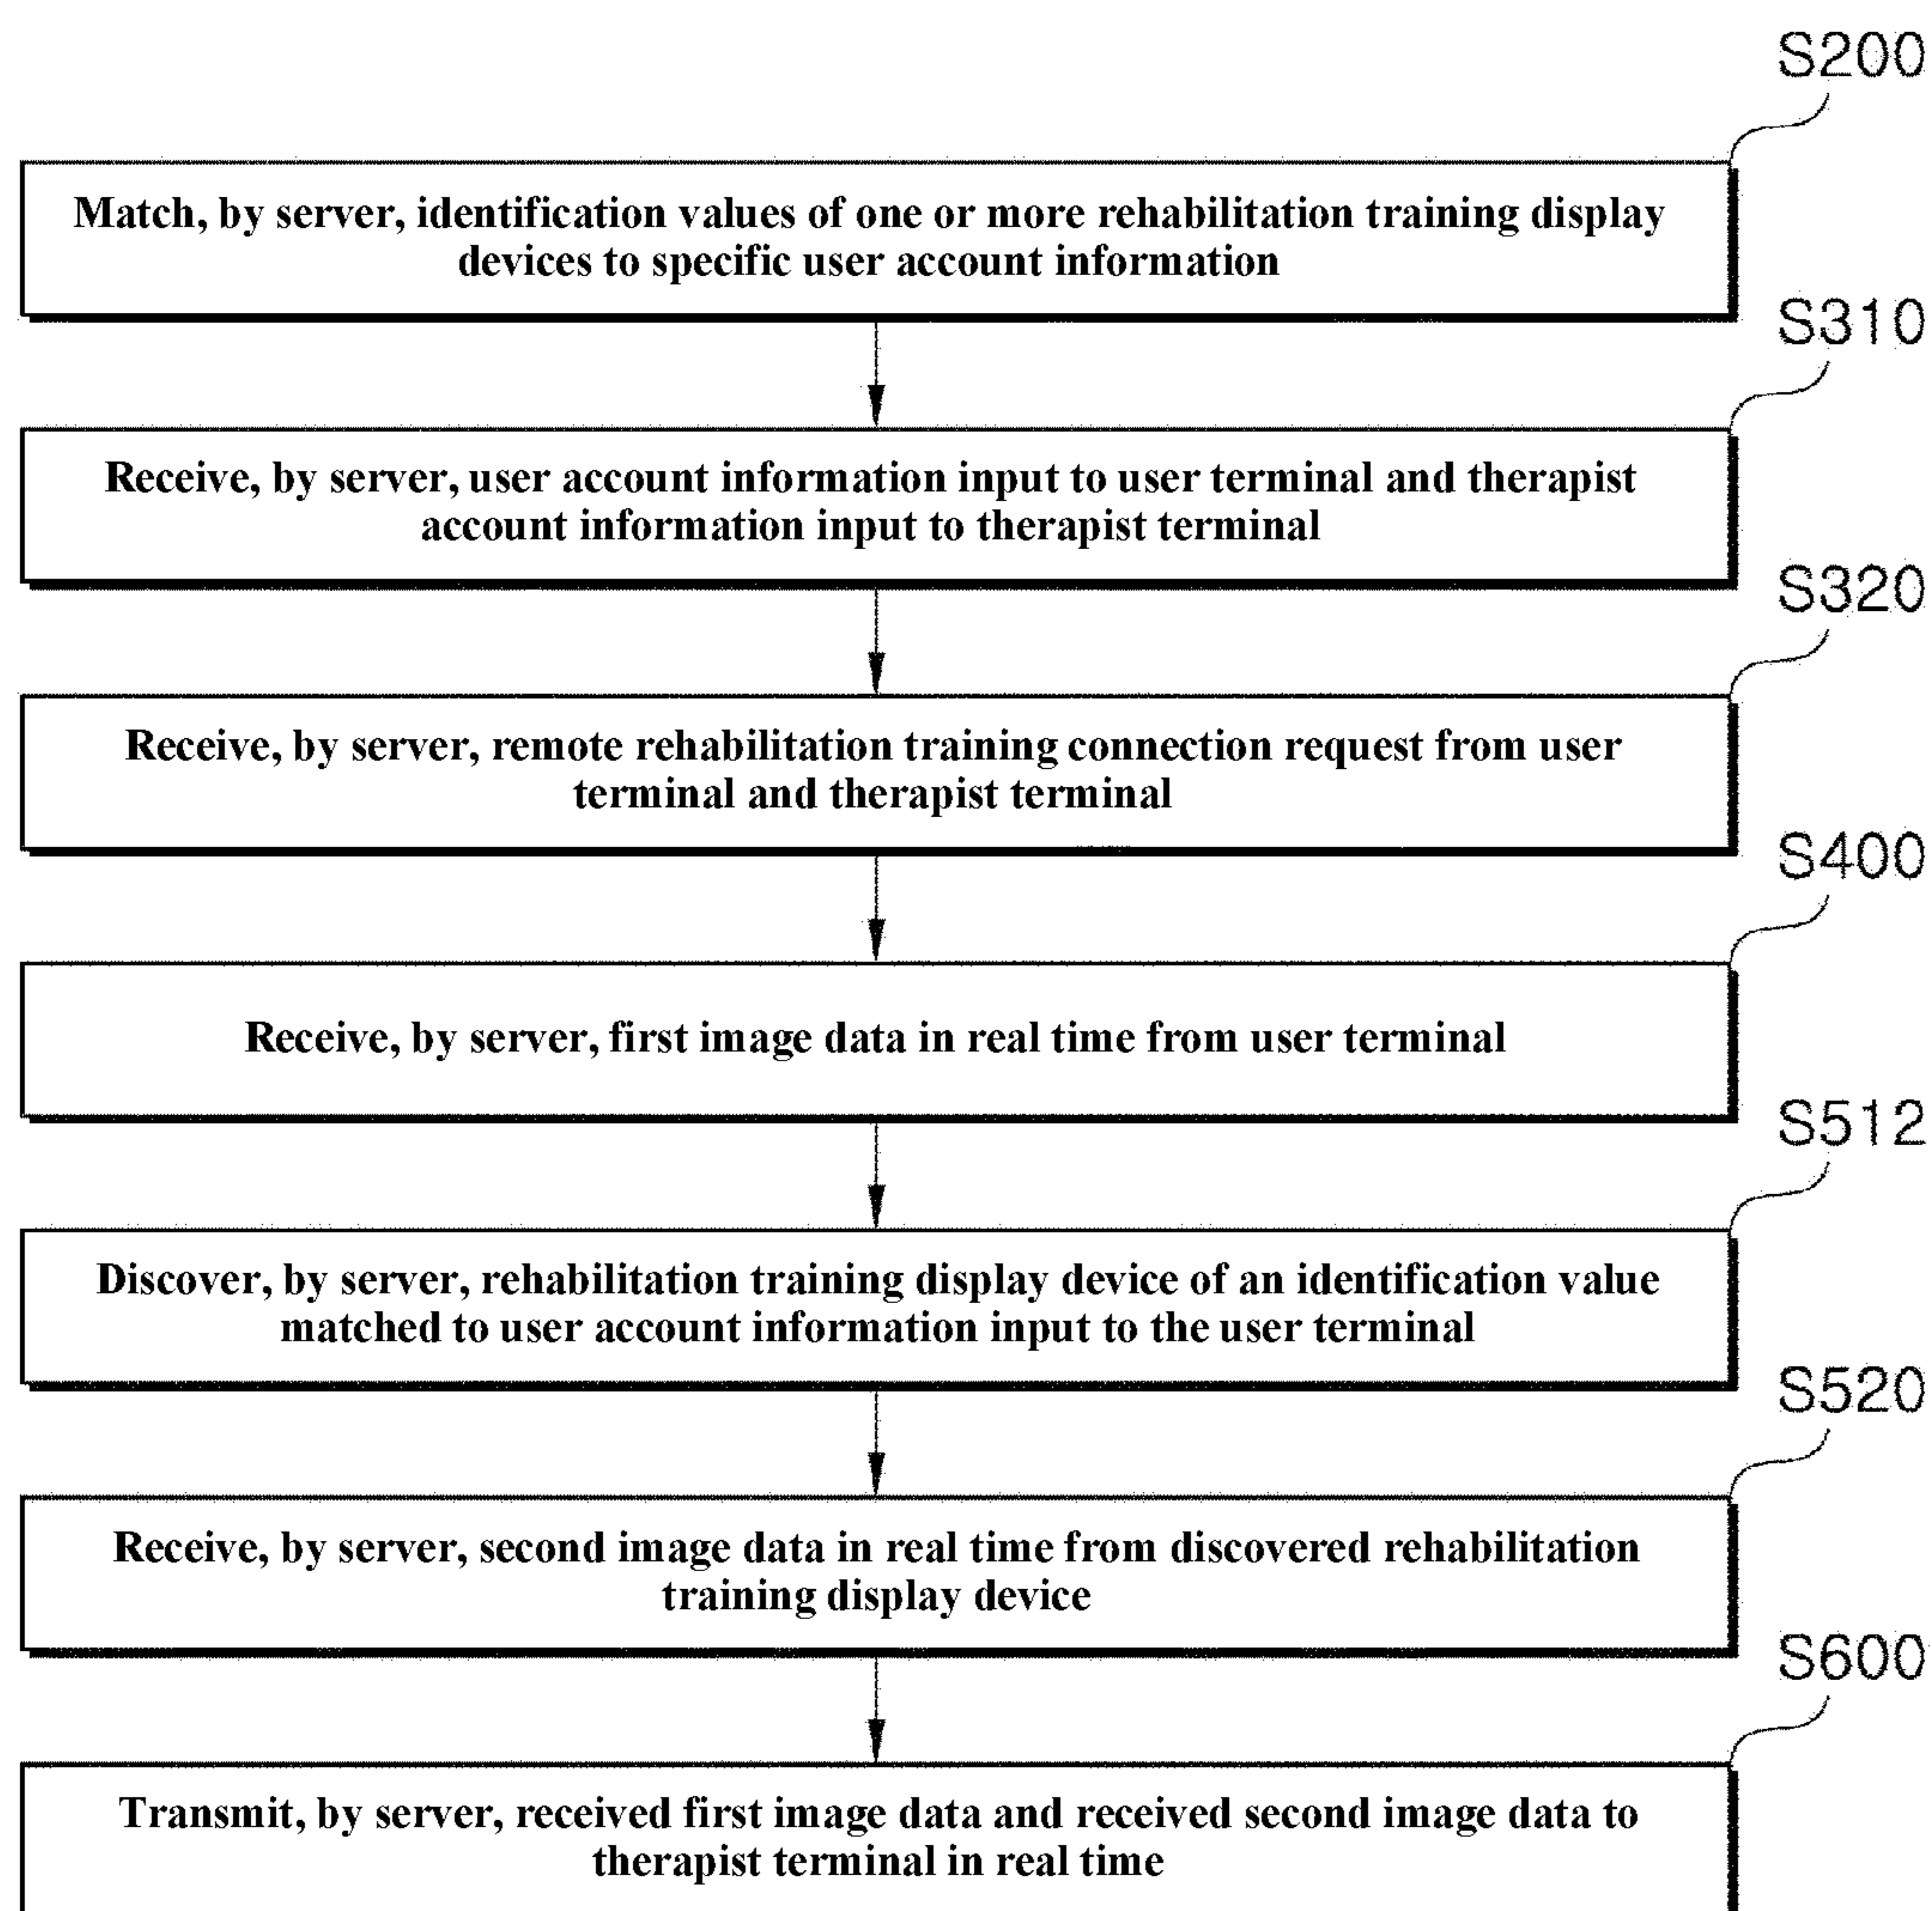 S200
Match, by server, identification values of one or more rehabilitation training display
devices to specific user account information
S310
Receive, by server, user account information input to user terminal and therapist
account information input to therapist terminal
S320
Receive, by server, remote rehabilitation training connection request from user
terminal and therapist terminal
S400
Receive, by server, first image data in real time from user terminal
S512
Discover, by server, rehabilitation training display device of an identification value
matched to user account information input to the user terminal
S520
Receive, by server, second image data in real time from discovered rehabilitation
training display device
S600
Transmit, by server, received first image data and received second image data to
therapist terminal in real time